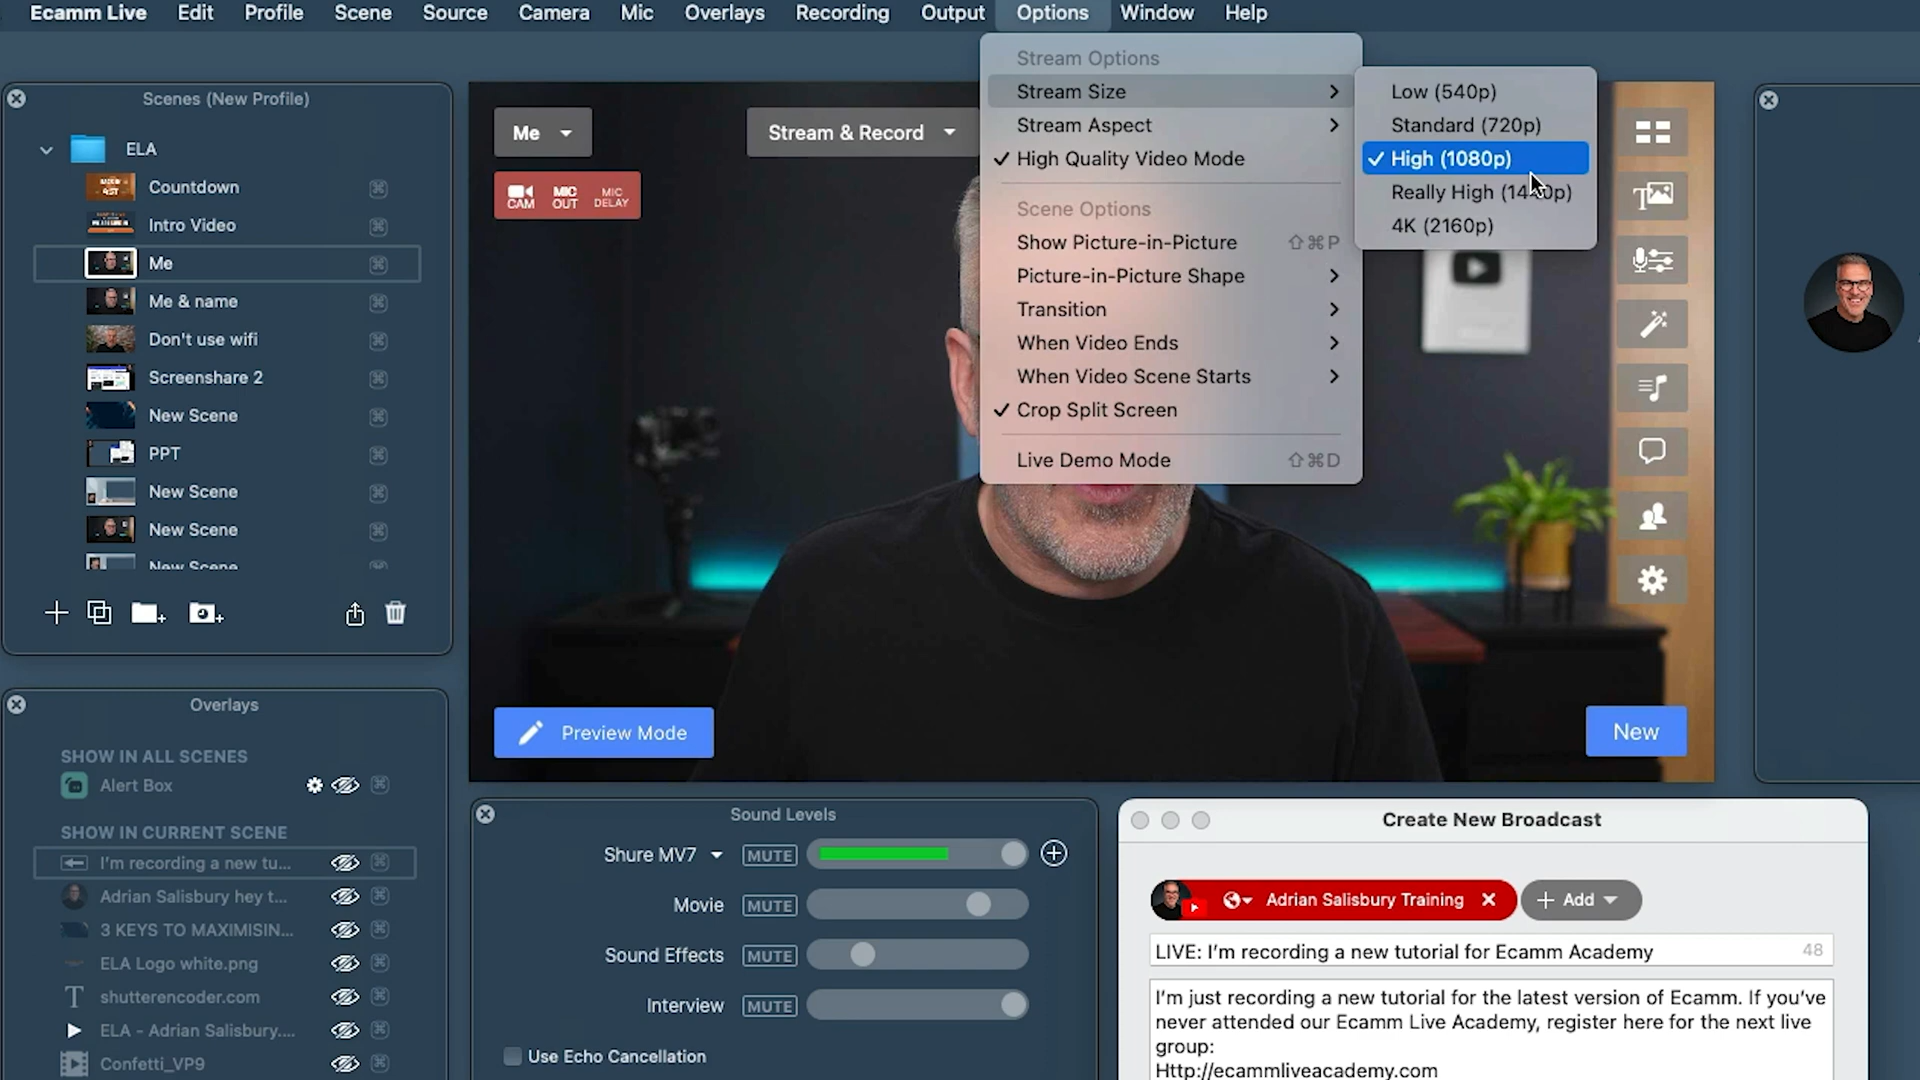 Ecamm Live Edit Profile Scene Source Camera Mic Overlays Recording Output Options Window Help
Scenes (New Profile)
ELA
Countdown
Intro Video
Me
Me & name
Don't use wifi
Screenshare 2
New Scene
PPT
New Scene
New Scene
New Scene
Me
Stream & Record
CAM
MIC OUT
MIC DELAY
Stream Options
Stream Size
Stream Aspect
High Quality Video Mode
Scene Options
Show Picture-in-Picture ⇧⌘P
Picture-in-Picture Shape
Transition
When Video Ends
When Video Scene Starts
Crop Split Screen
Live Demo Mode ⇧⌘D
Low (540p)
Standard (720p)
High (1080p)
Really High (1440p)
4K (2160p)
Preview Mode
New
Overlays
SHOW IN ALL SCENES
Alert Box
SHOW IN CURRENT SCENE
I'm recording a new tu...
Adrian Salisbury hey t...
3 KEYS TO MAXIMISIN...
ELA Logo white.png
shutterencoder.com
ELA - Adrian Salisbury....
Confetti_VP9
Sound Levels
Shure MV7 MUTE
Movie MUTE
Sound Effects MUTE
Interview MUTE
Use Echo Cancellation
Create New Broadcast
Adrian Salisbury Training
+ Add
LIVE: I'm recording a new tutorial for Ecamm Academy 48
I'm just recording a new tutorial for the latest version of Ecamm. If you've
never attended our Ecamm Live Academy, register here for the next live
group:
Http://ecammliveacademy.com